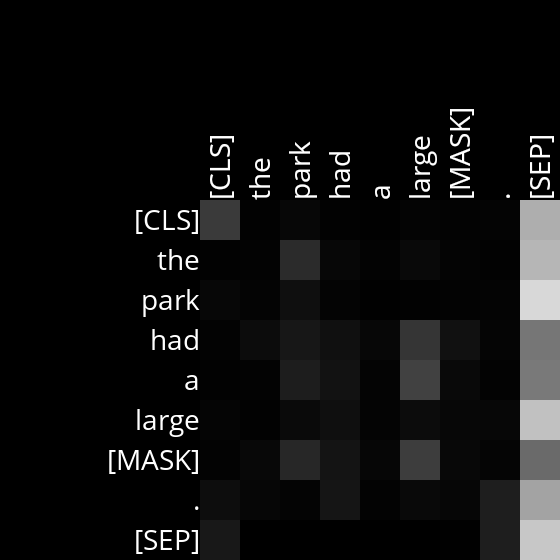 [CLS] the park had a large [MASK] . [SEP]
[CLS]
the
park
had
a
large
[MASK]
.
[SEP]